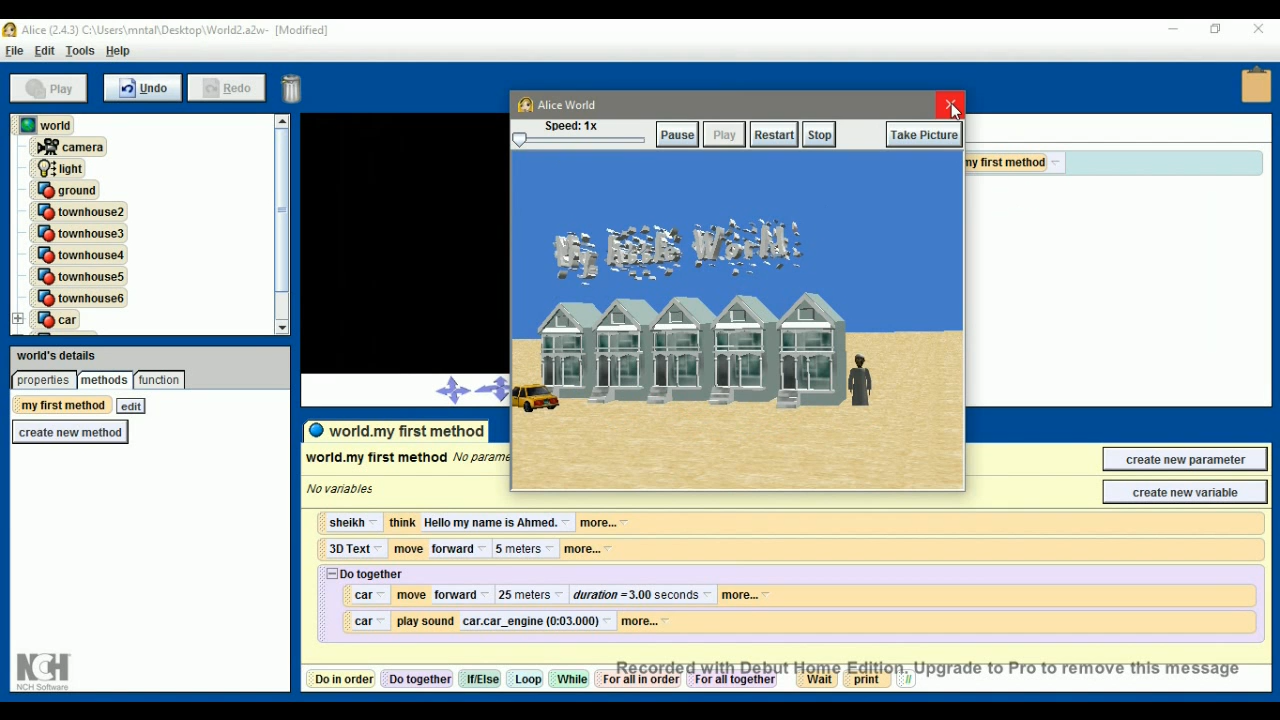 Alice (2.4.3) C:\Users\mntal\Desktop\World2.a2w- [Modified]
File Edit Tools Help
Play Undo Redo
world
camera
light
ground
townhouse2
townhouse3
townhouse4
townhouse5
townhouse6
car
world's details
properties methods function
my first method edit
create new method
Alice World
Speed: 1x
Pause Play Restart Stop Take Picture
My Alice World.
my first method
world.my first method
world.my first method No parame
create new parameter
No variables
create new variable
sheikh think Hello my name is Ahmed. more...
3D Text move forward 5 meters more...
Do together
car move forward 25 meters duration = 3.00 seconds more...
car play sound car.car_engine (0:03.000) more...
Do in order Do together If/Else Loop While For all in order For all together Wait print //
NCH
NCH Software
Recorded with Debut Home Edition. Upgrade to Pro to remove this message